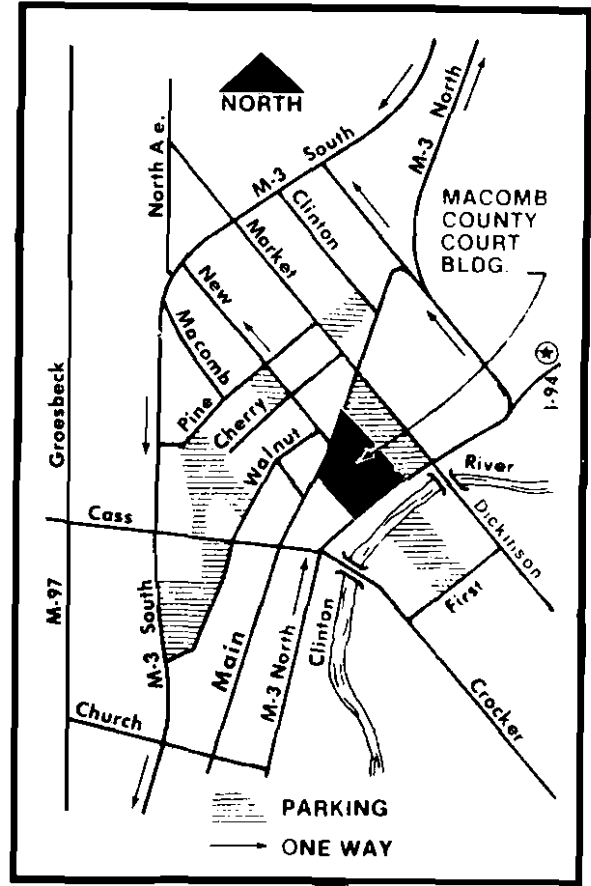 NORTH
North A e.
M-3 South
M-3 North
Clinton
Market
New
Macomb
MACOMB
COUNTY
COURT
BLDG.
Pine
Cherry
Walnut
I-94
River
Groesbeck
Cass
Dickinson
First
M-97
M-3 South
Main
M-3 North
Clinton
Crocker
Church
PARKING
ONE WAY